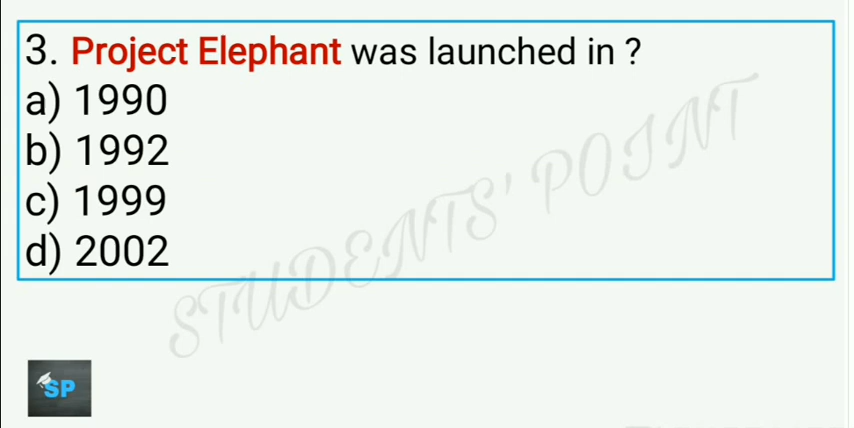 3. Project Elephant was launched in ?
a) 1990
b) 1992
c) 1999
d) 2002
STUDENTS' POINT
SP